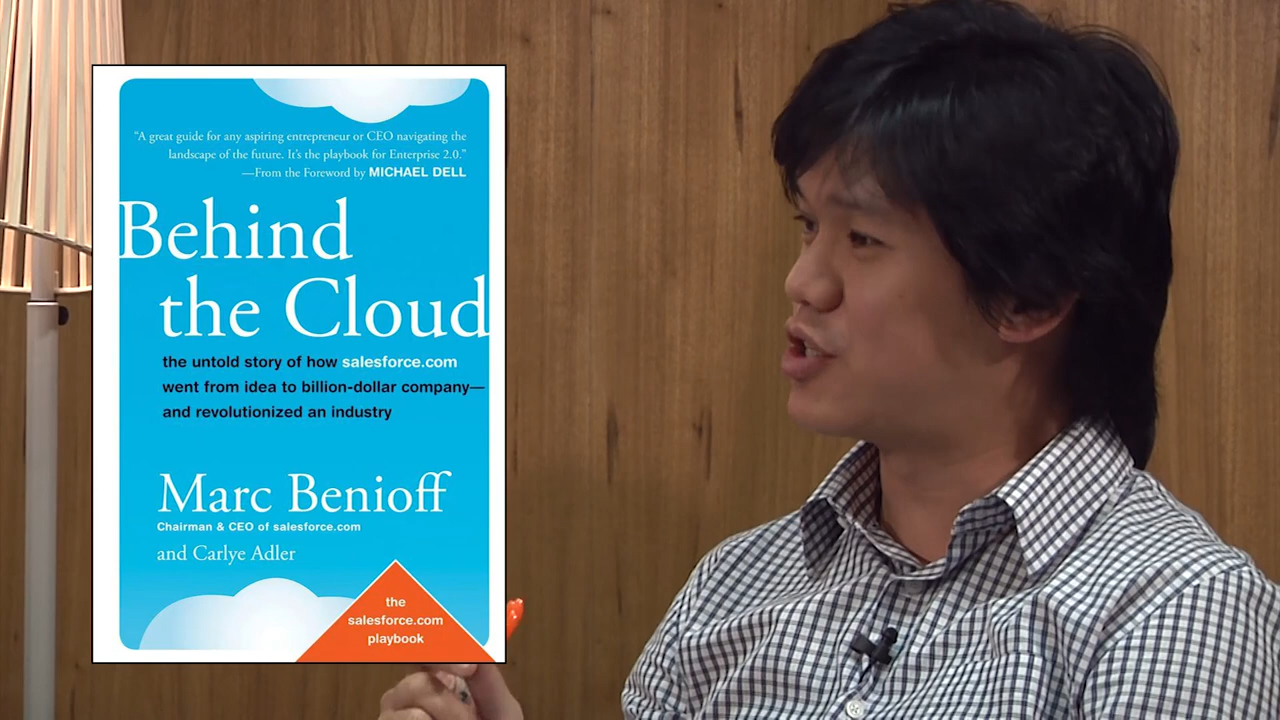 “A great guide for any aspiring entrepreneur or CEO navigating the
landscape of the future. It’s the playbook for Enterprise 2.0.”
—From the Foreword by MICHAEL DELL
Behind
the Cloud
the untold story of how salesforce.com
went from idea to billion-dollar company—
and revolutionized an industry
Marc Benioff
Chairman & CEO of salesforce.com
and Carlye Adler
the
salesforce.com
playbook